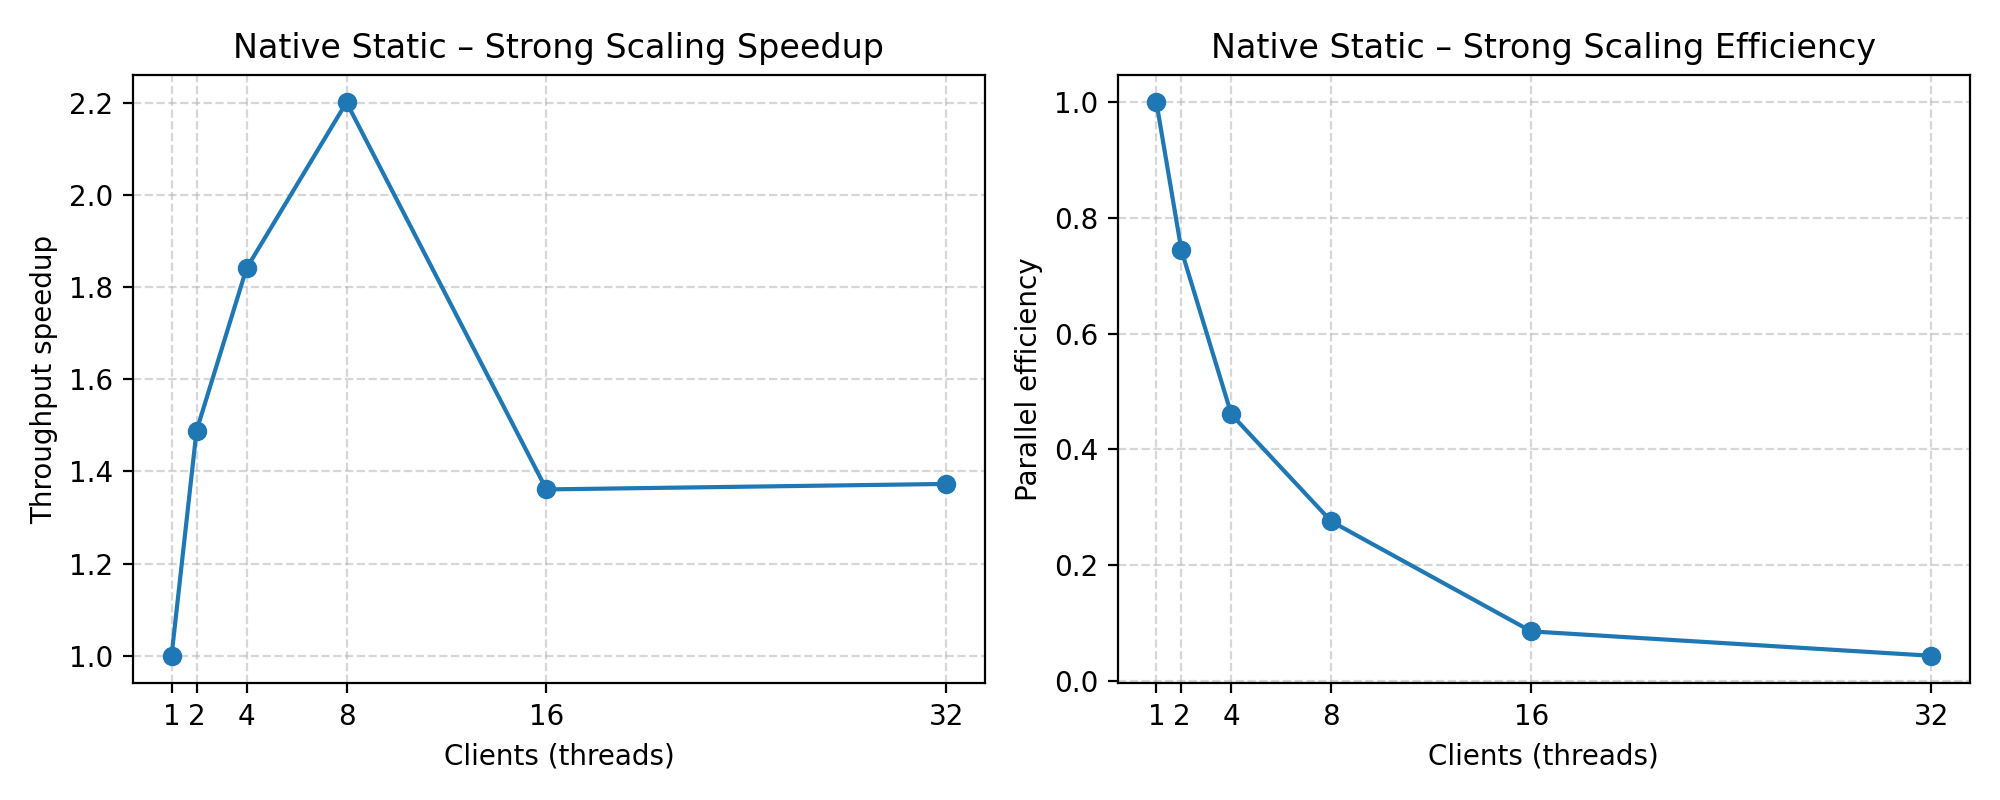 Native Static – Strong Scaling Speedup
Throughput speedup
2.2
2.0
1.8
1.6
1.4
1.2
1.0
1 2 4 8 16 32
Clients (threads)
Native Static – Strong Scaling Efficiency
Parallel efficiency
1.0
0.8
0.6
0.4
0.2
0.0
1 2 4 8 16 32
Clients (threads)